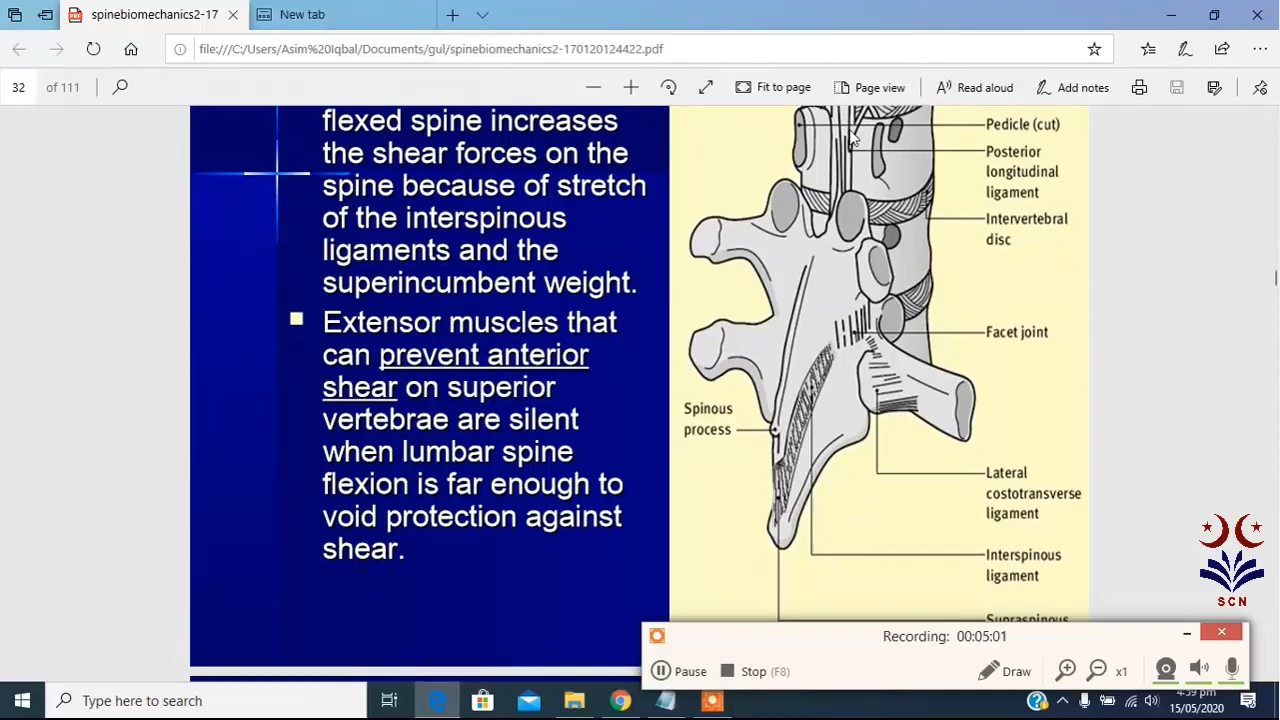 spinebiomechanics2-17
New tab
file:///C:/Users/Asim%20Iqbal/Documents/gul/spinebiomechanics2-170120124422.pdf
32 of 111
Fit to page
Page view
Read aloud
Add notes
flexed spine increases
the shear forces on the
spine because of stretch
of the interspinous
ligaments and the
superincumbent weight.
Extensor muscles that
can prevent anterior
shear on superior
vertebrae are silent
when lumbar spine
flexion is far enough to
void protection against
shear.
Pedicle (cut)
Posterior
longitudinal
ligament
Intervertebral
disc
Facet joint
Spinous
process
Lateral
costotransverse
ligament
Interspinous
ligament
Supraspinous
SCN
Recording: 00:05:01
Pause
Stop (F8)
Draw
x1
Type here to search
4:59 pm
15/05/2020